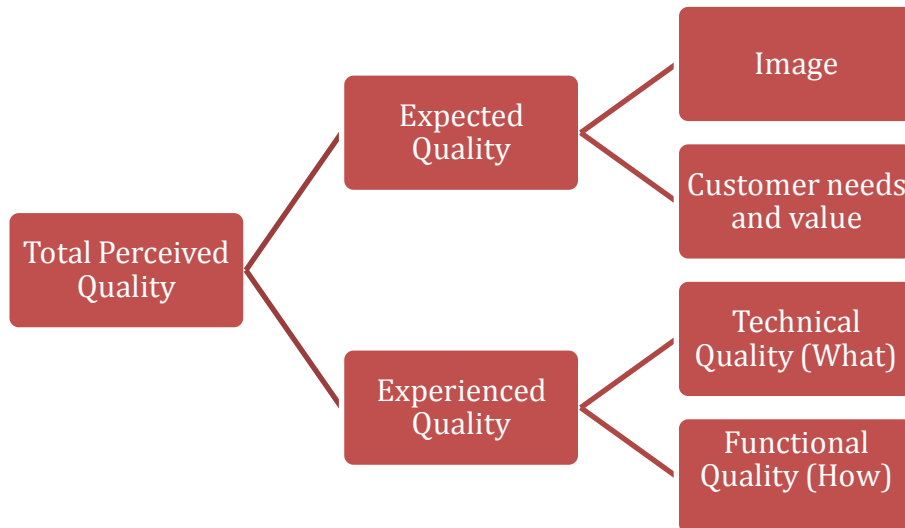 Total Perceived
Quality
Expected
Quality
Experienced
Quality
Image
Customer needs
and value
Technical
Quality (What)
Functional
Quality (How)